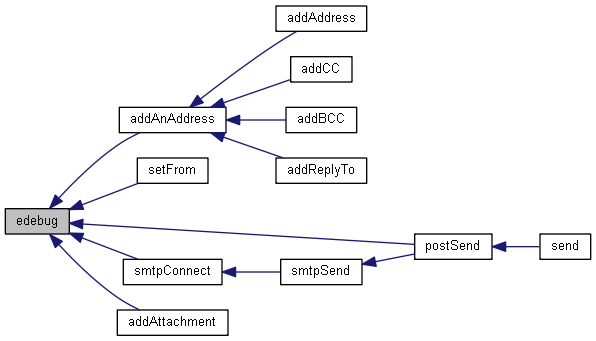 addAddress
addCC
addAnAddress
addBCC
setFrom
addReplyTo
edebug
postSend
send
smtpConnect
smtpSend
addAttachment